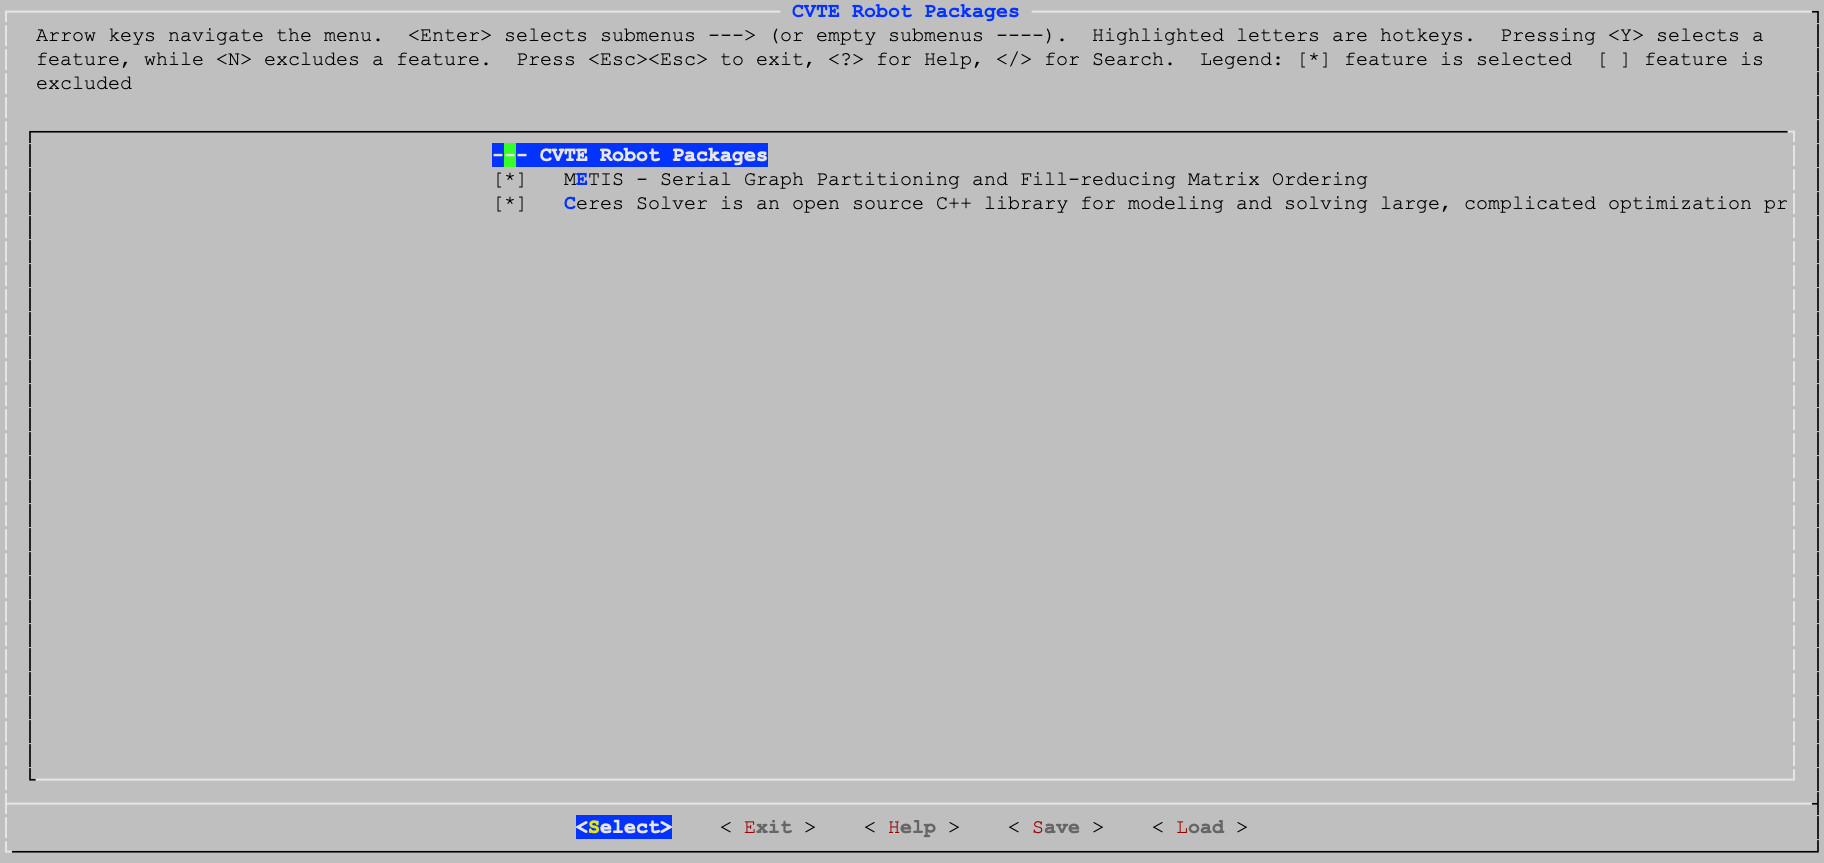 CVTE Robot Packages
Arrow keys navigate the menu.  <Enter> selects submenus ---> (or empty submenus ----).  Highlighted letters are hotkeys.  Pressing <Y> selects a
feature, while <N> excludes a feature.  Press <Esc><Esc> to exit, <?> for Help, </> for Search.  Legend: [*] feature is selected  [ ] feature is
excluded
--- CVTE Robot Packages
[*]   METIS - Serial Graph Partitioning and Fill-reducing Matrix Ordering
[*]   Ceres Solver is an open source C++ library for modeling and solving large, complicated optimization pr
<Select>    < Exit >    < Help >    < Save >    < Load >